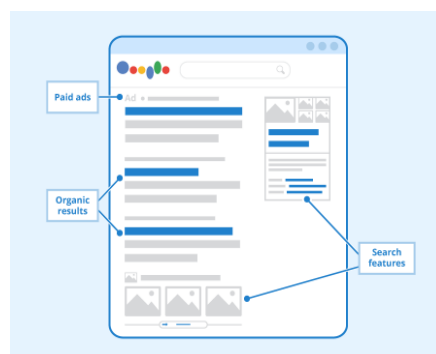 Paid ads
Ad
Organic
results
Search
features